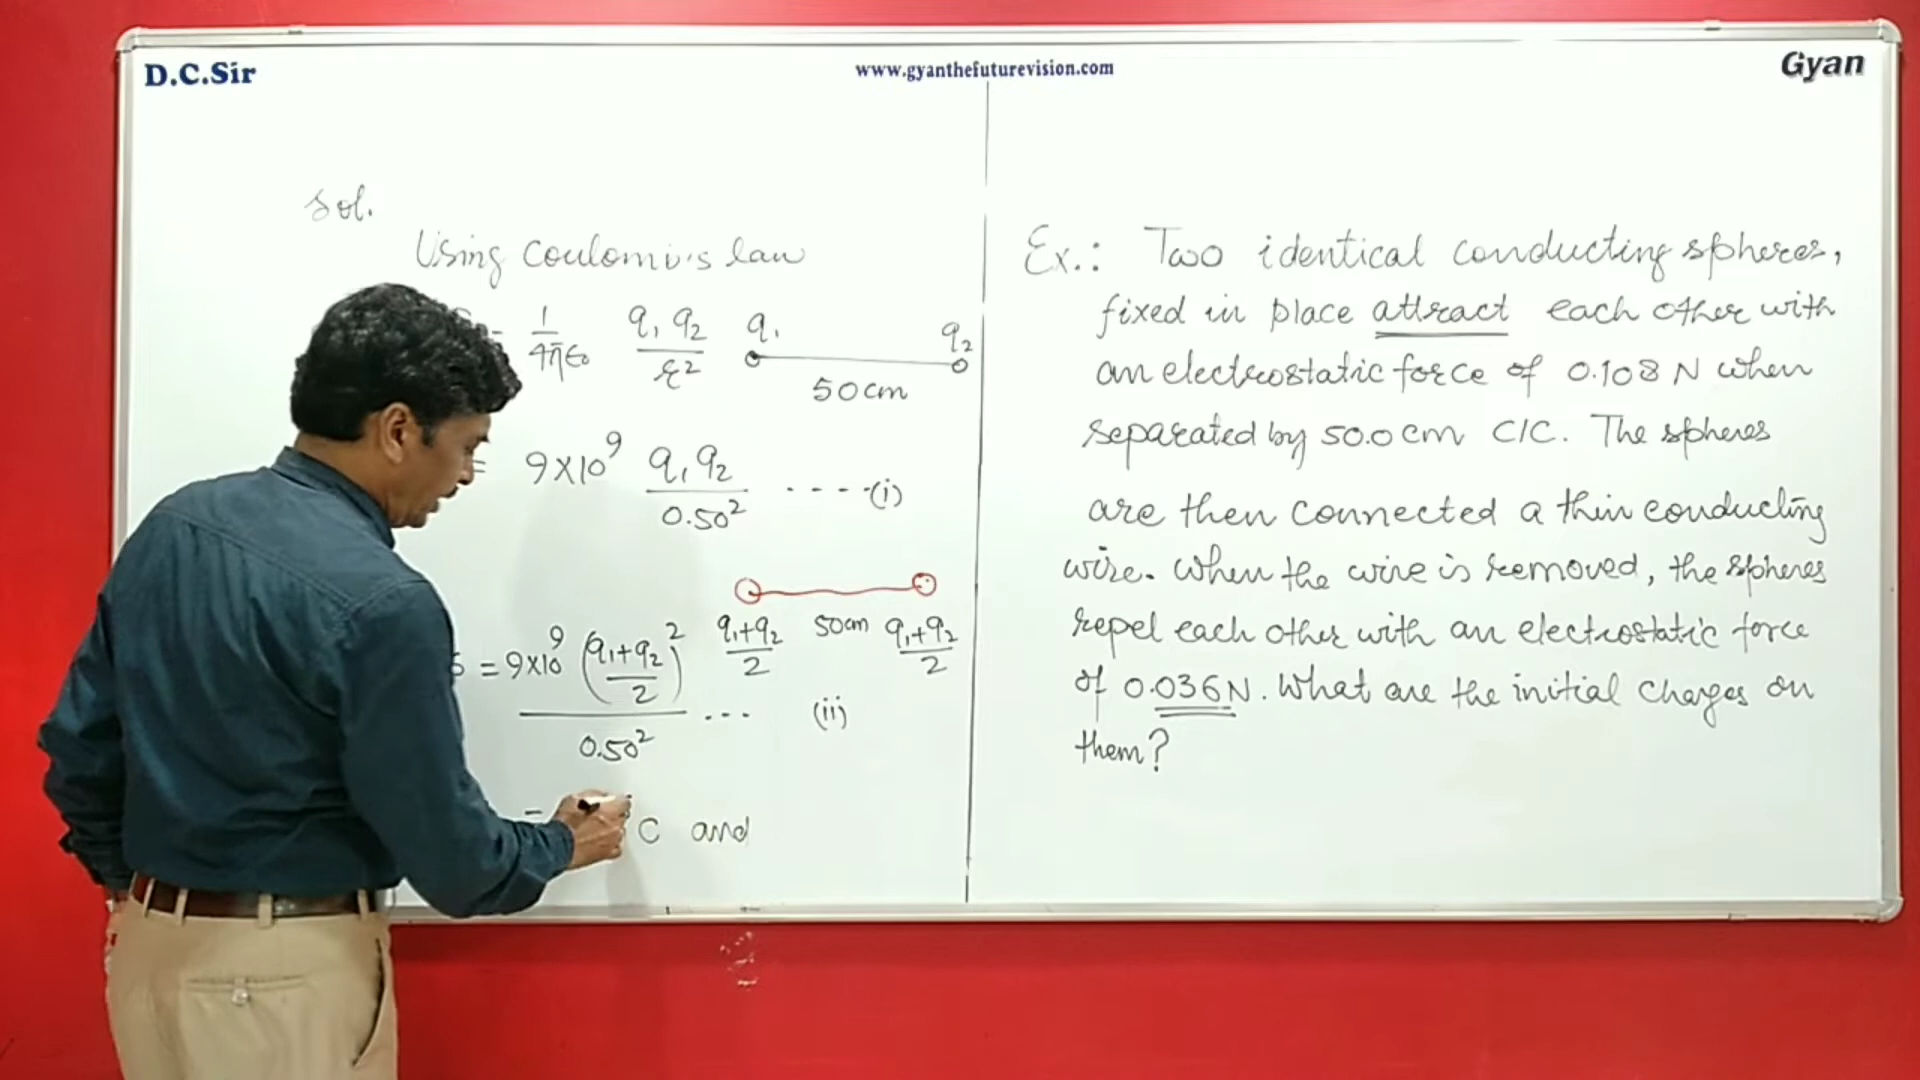 D.C.Sir
www.gyanthefuturevision.com
Gyan
Sol.
Using Coulomb's law
= 1/4πε₀ q₁ q₂/r²
q₁ q₂
50cm
= 9×10⁹ q₁q₂/0.50² ----(i)
= 9×10⁹ (q₁+q₂/2)²/0.50² ... (ii)
q₁+q₂/2 50cm q₁+q₂/2
C and
Ex.: Two identical conducting spheres,
fixed in place attract each other with
an electrostatic force of 0.108 N when
separated by 50.0 cm C/C. The spheres
are then connected a thin conducting
wire. When the wire is removed, the spheres
repel each other with an electrostatic force
of 0.036N. What are the initial charges on
them?